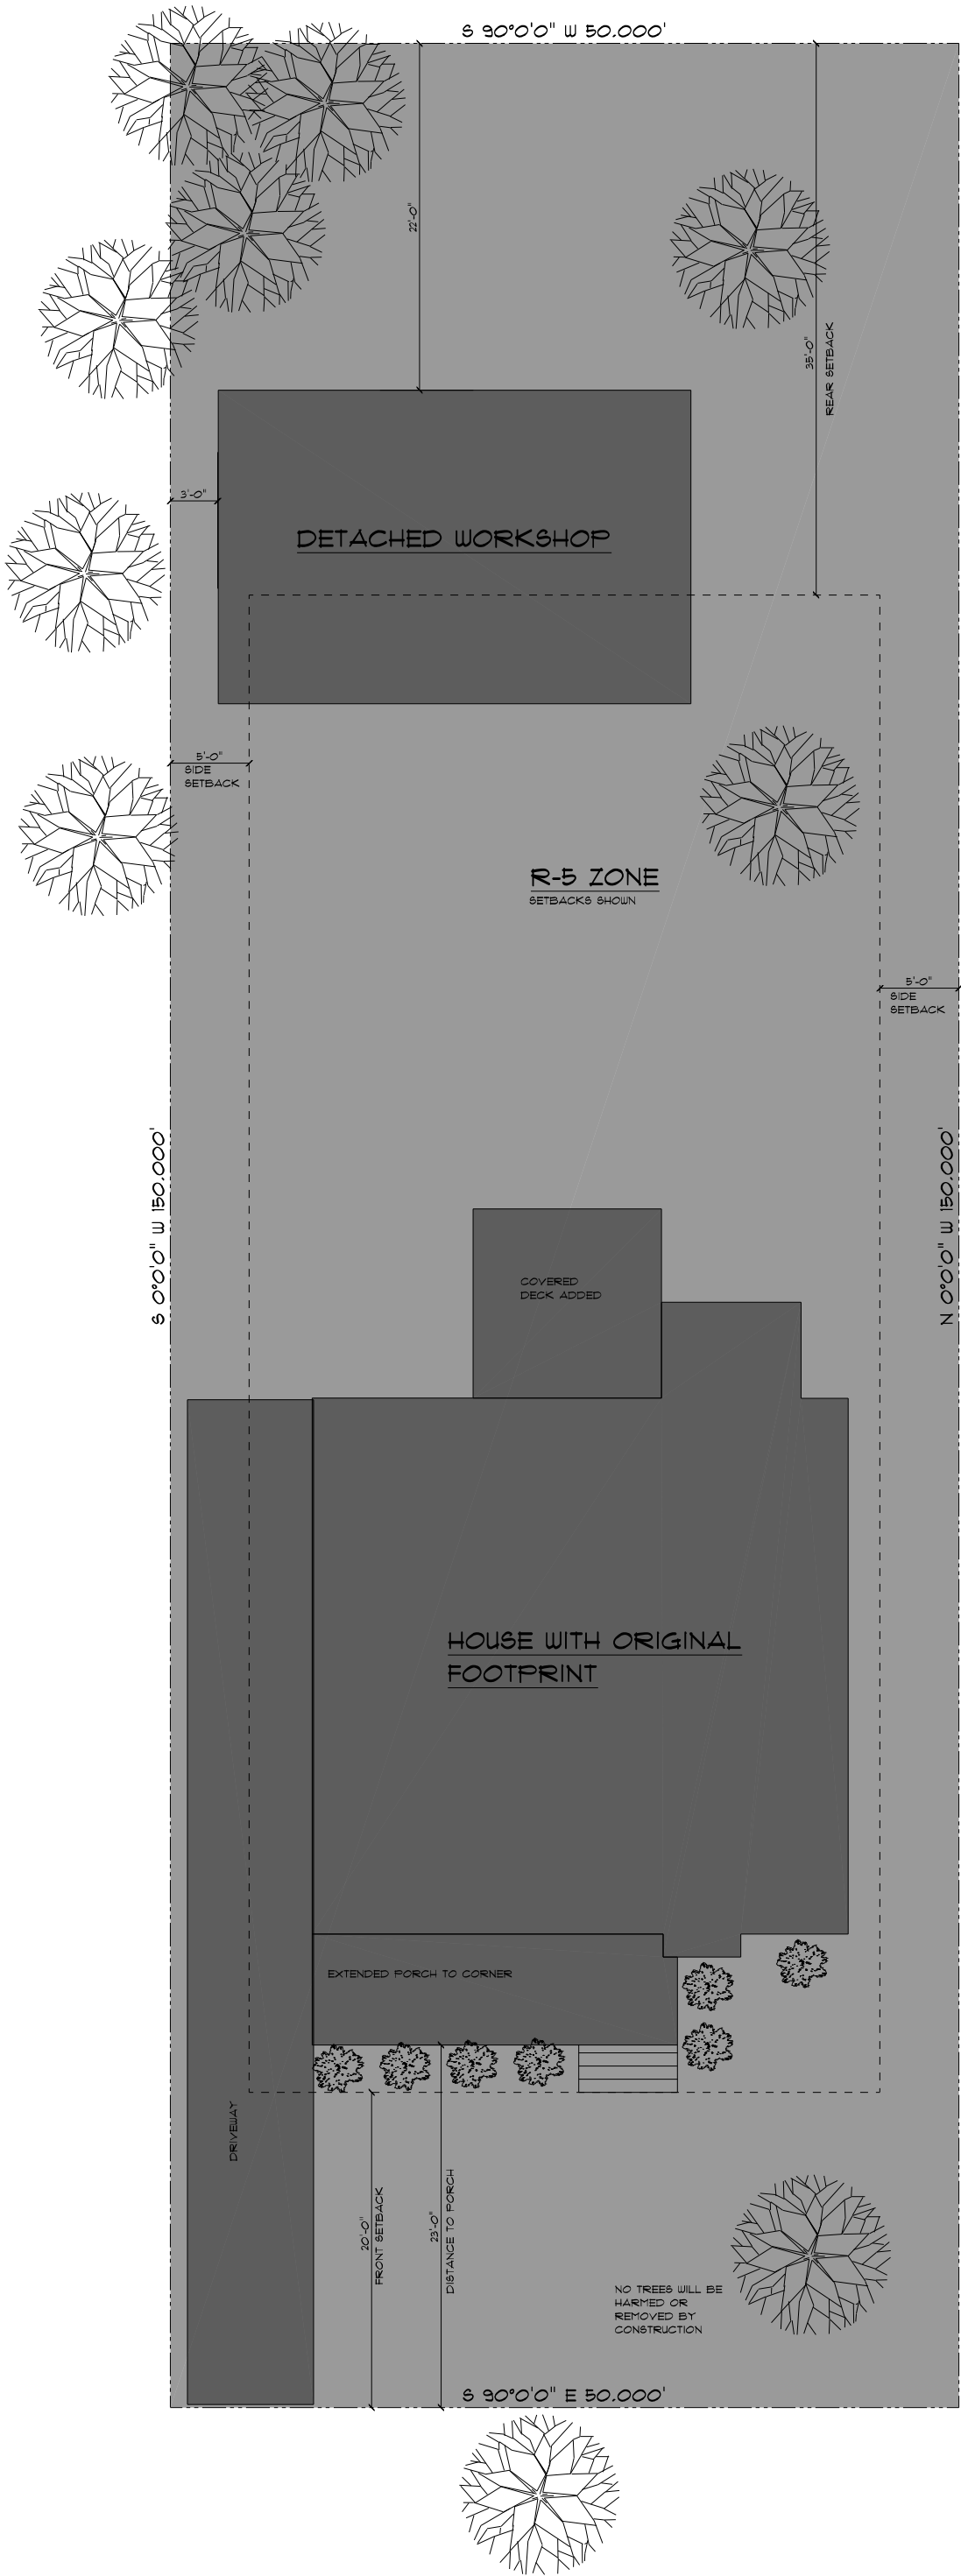 S 90°0'0" W 50.000'
22'-0"
35'-0"
REAR SETBACK
3'-0"
DETACHED WORKSHOP
5'-0"
SIDE
SETBACK
R-5 ZONE
SETBACKS SHOWN
5'-0"
SIDE
SETBACK
S 0°0'0" W 150.000'
N 0°0'0" W 150.000'
COVERED
DECK ADDED
HOUSE WITH ORIGINAL
FOOTPRINT
EXTENDED PORCH TO CORNER
DRIVEWAY
20'-0"
FRONT SETBACK
23'-0"
DISTANCE TO PORCH
NO TREES WILL BE
HARMED OR
REMOVED BY
CONSTRUCTION
S 90°0'0" E 50.000'